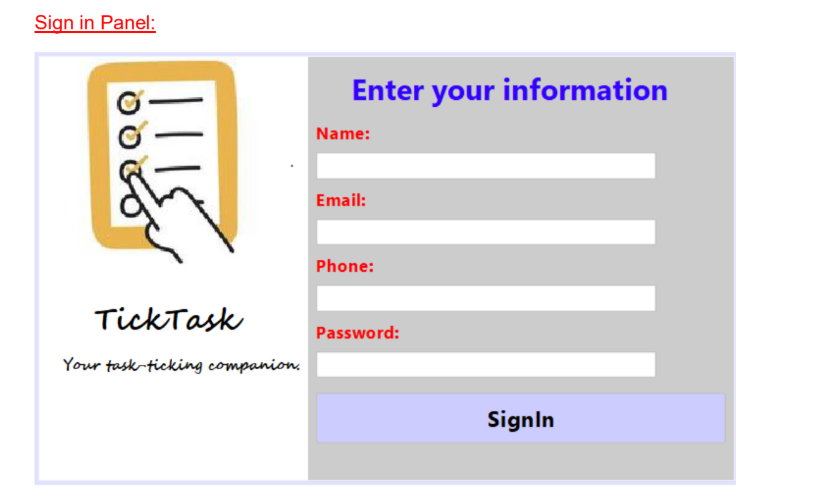 Sign in Panel:
Enter your information
Name:
Email:
Phone:
Password:
SignIn
TickTask
Your task-ticking companion.